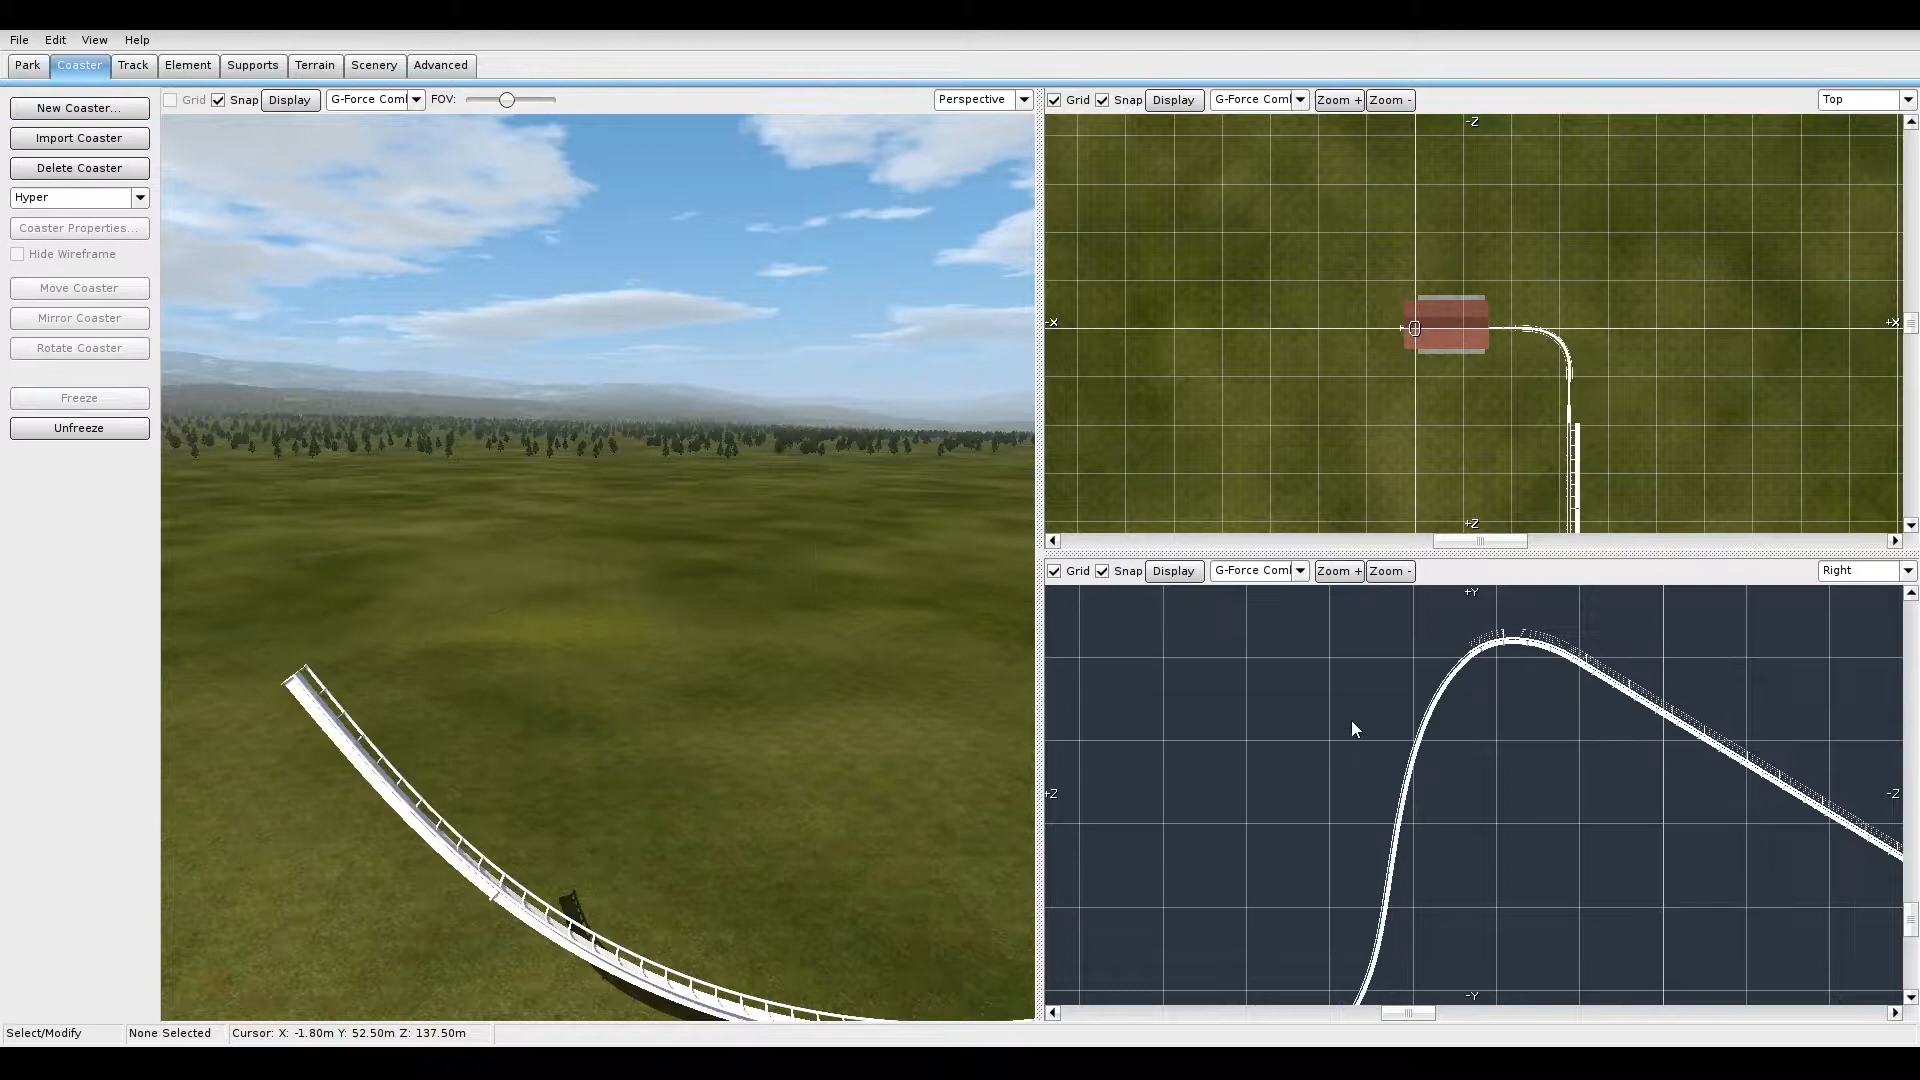 File Edit View Help
Park Coaster Track Element Supports Terrain Scenery Advanced
New Coaster...
Import Coaster
Delete Coaster
Hyper
Coaster Properties...
Hide Wireframe
Move Coaster
Mirror Coaster
Rotate Coaster
Freeze
Unfreeze
Grid Snap Display G-Force Coml FOV: Perspective
Grid Snap Display G-Force Coml Zoom + Zoom - Top
-Z
-X
+X
+Z
Grid Snap Display G-Force Coml Zoom + Zoom - Right
+Y
+Z
-Z
-Y
Select/Modify None Selected Cursor: X: -1.80m Y: 52.50m Z: 137.50m